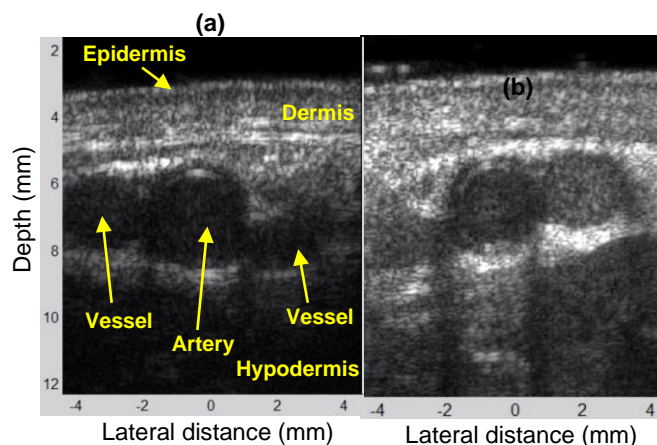 (a)
2
Epidermis
(b)
4
Dermis
Depth (mm)
6
8
Vessel
Artery
Vessel
10
Hypodermis
12
-4 -2 0 2 4
-4 -2 0 2 4
Lateral distance (mm)
Lateral distance (mm)